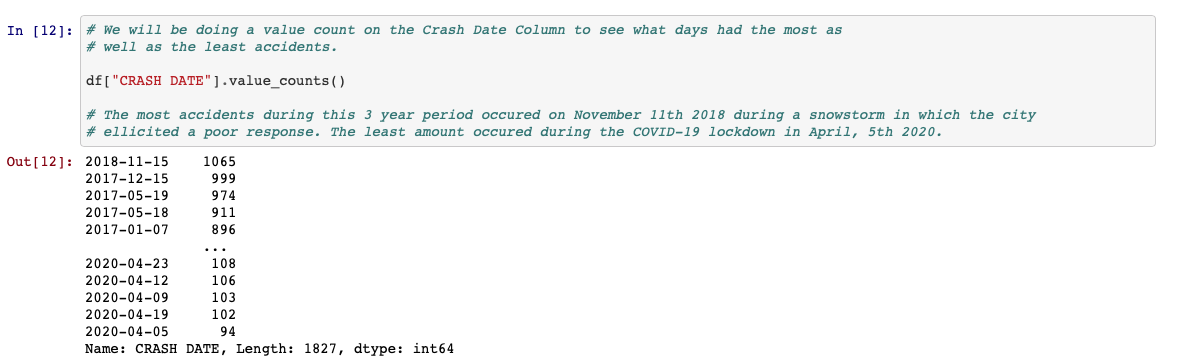 In [12]: # We will be doing a value count on the Crash Date Column to see what days had the most as
# well as the least accidents.
df["CRASH DATE"].value_counts()
# The most accidents during this 3 year period occured on November 11th 2018 during a snowstorm in which the city
# ellicited a poor response. The least amount occured during the COVID-19 lockdown in April, 5th 2020.
Out[12]: 2018-11-15 1065
2017-12-15 999
2017-05-19 974
2017-05-18 911
2017-01-07 896
...
2020-04-23 108
2020-04-12 106
2020-04-09 103
2020-04-19 102
2020-04-05 94
Name: CRASH DATE, Length: 1827, dtype: int64